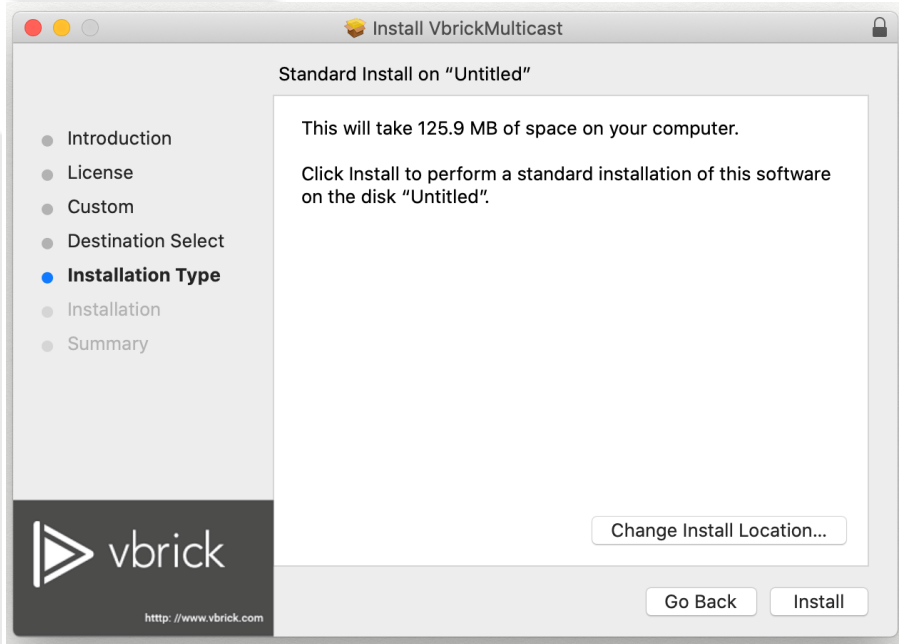 Install VbrickMulticast
Standard Install on “Untitled”
Introduction
License
Custom
Destination Select
Installation Type
Installation
Summary
This will take 125.9 MB of space on your computer.
Click Install to perform a standard installation of this software
on the disk “Untitled”.
Change Install Location...
vbrick
htttp: //www.vbrick.com
Go Back
Install